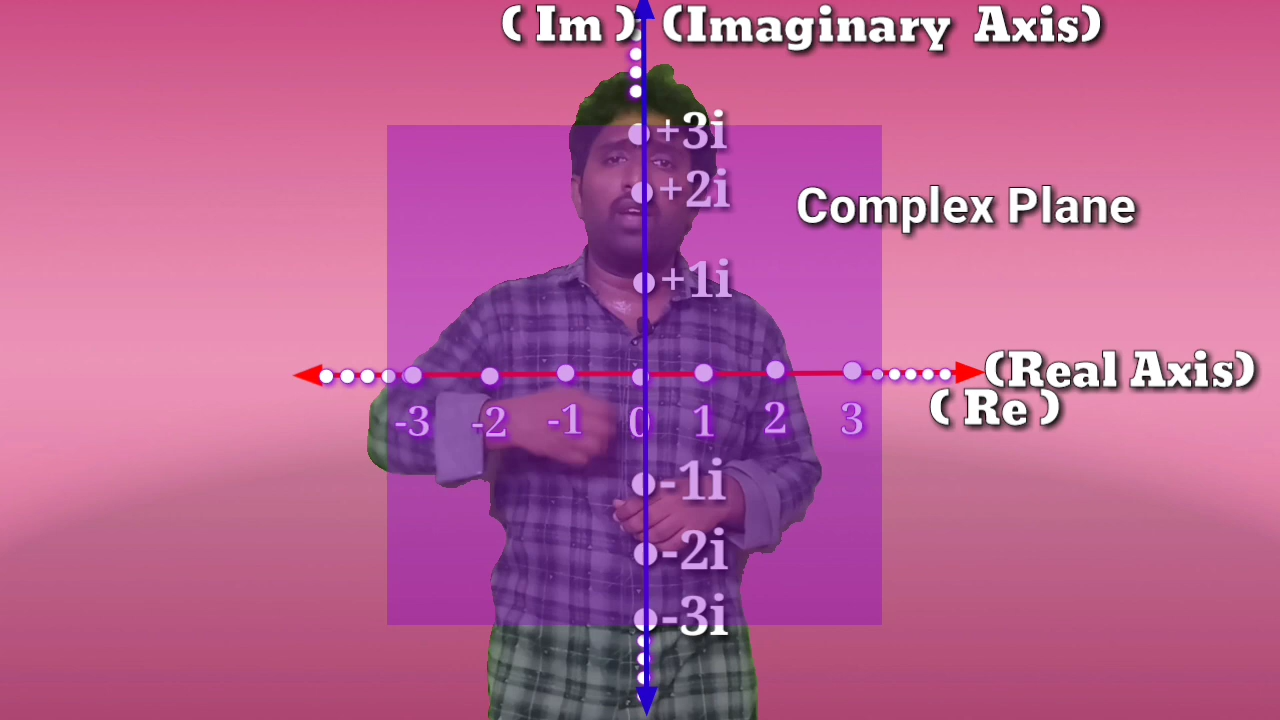 ( Im ) (Imaginary Axis)
+3i
+2i
Complex Plane
+1i
(Real Axis)
( Re )
-3 -2 -1 0 1 2 3
-1i
-2i
-3i